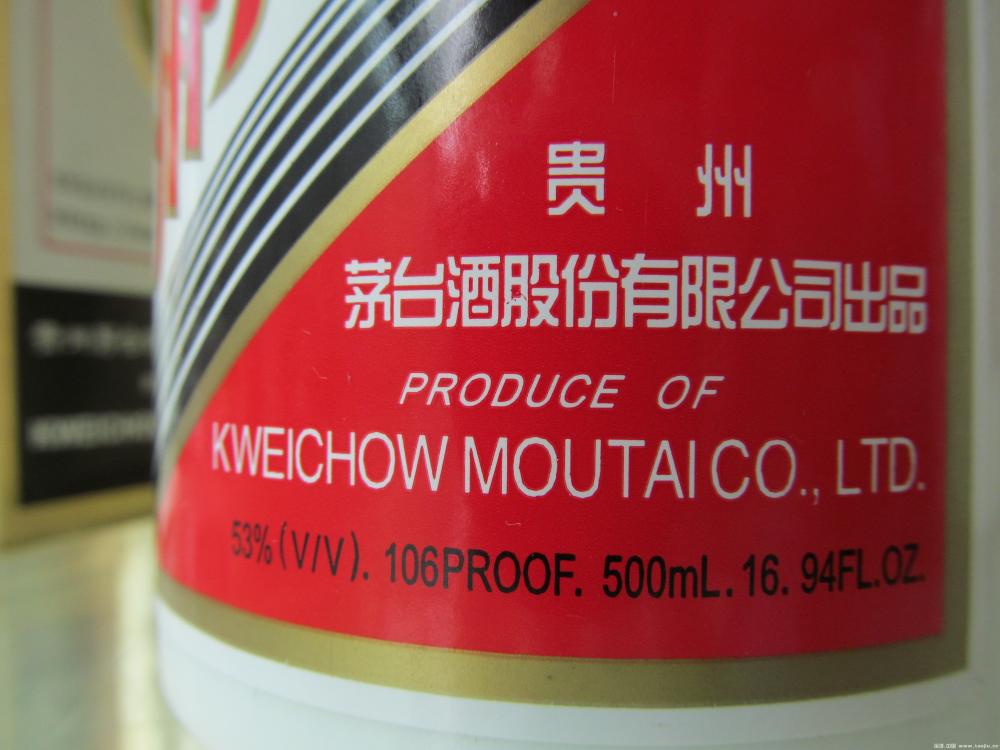 贵 州
茅台酒股份有限公司出品
PRODUCE OF
KWEICHOW MOUTAI CO., LTD.
53% (V/V). 106PROOF. 500mL. 16. 94FL.OZ.